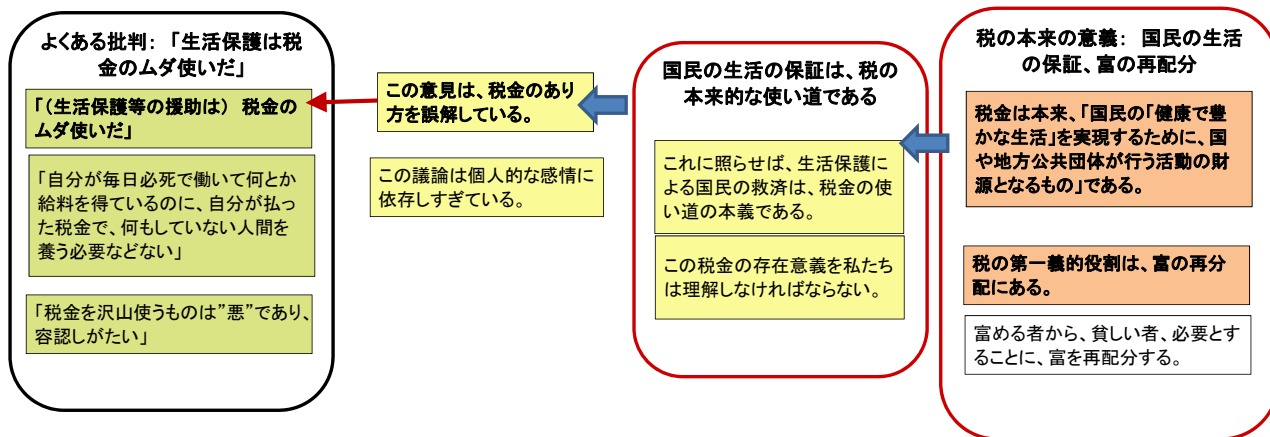 よくある批判： 「生活保護は税
金のムダ使いだ」
「（生活保護等の援助は） 税金の
ムダ使いだ」
「自分が毎日必死で働いて何とか
給料を得ているのに、自分が払っ
た税金で、何もしていない人間を
養う必要などない」
「税金を沢山使うものは”悪”であり、
容認しがたい」
この意見は、税金のあり
方を誤解している。
この議論は個人的な感情に
依存しすぎている。
国民の生活の保証は、税の
本来的な使い道である
これに照らせば、生活保護に
よる国民の救済は、税金の使
い道の本義である。
この税金の存在意義を私たち
は理解しなければならない。
税の本来の意義： 国民の生活
の保証、富の再配分
税金は本来、「国民の「健康で豊
かな生活」を実現するために、国
や地方公共団体が行う活動の財
源となるもの」である。
税の第一義的役割は、富の再分
配にある。
富める者から、貧しい者、必要とす
ることに、富を再配分する。